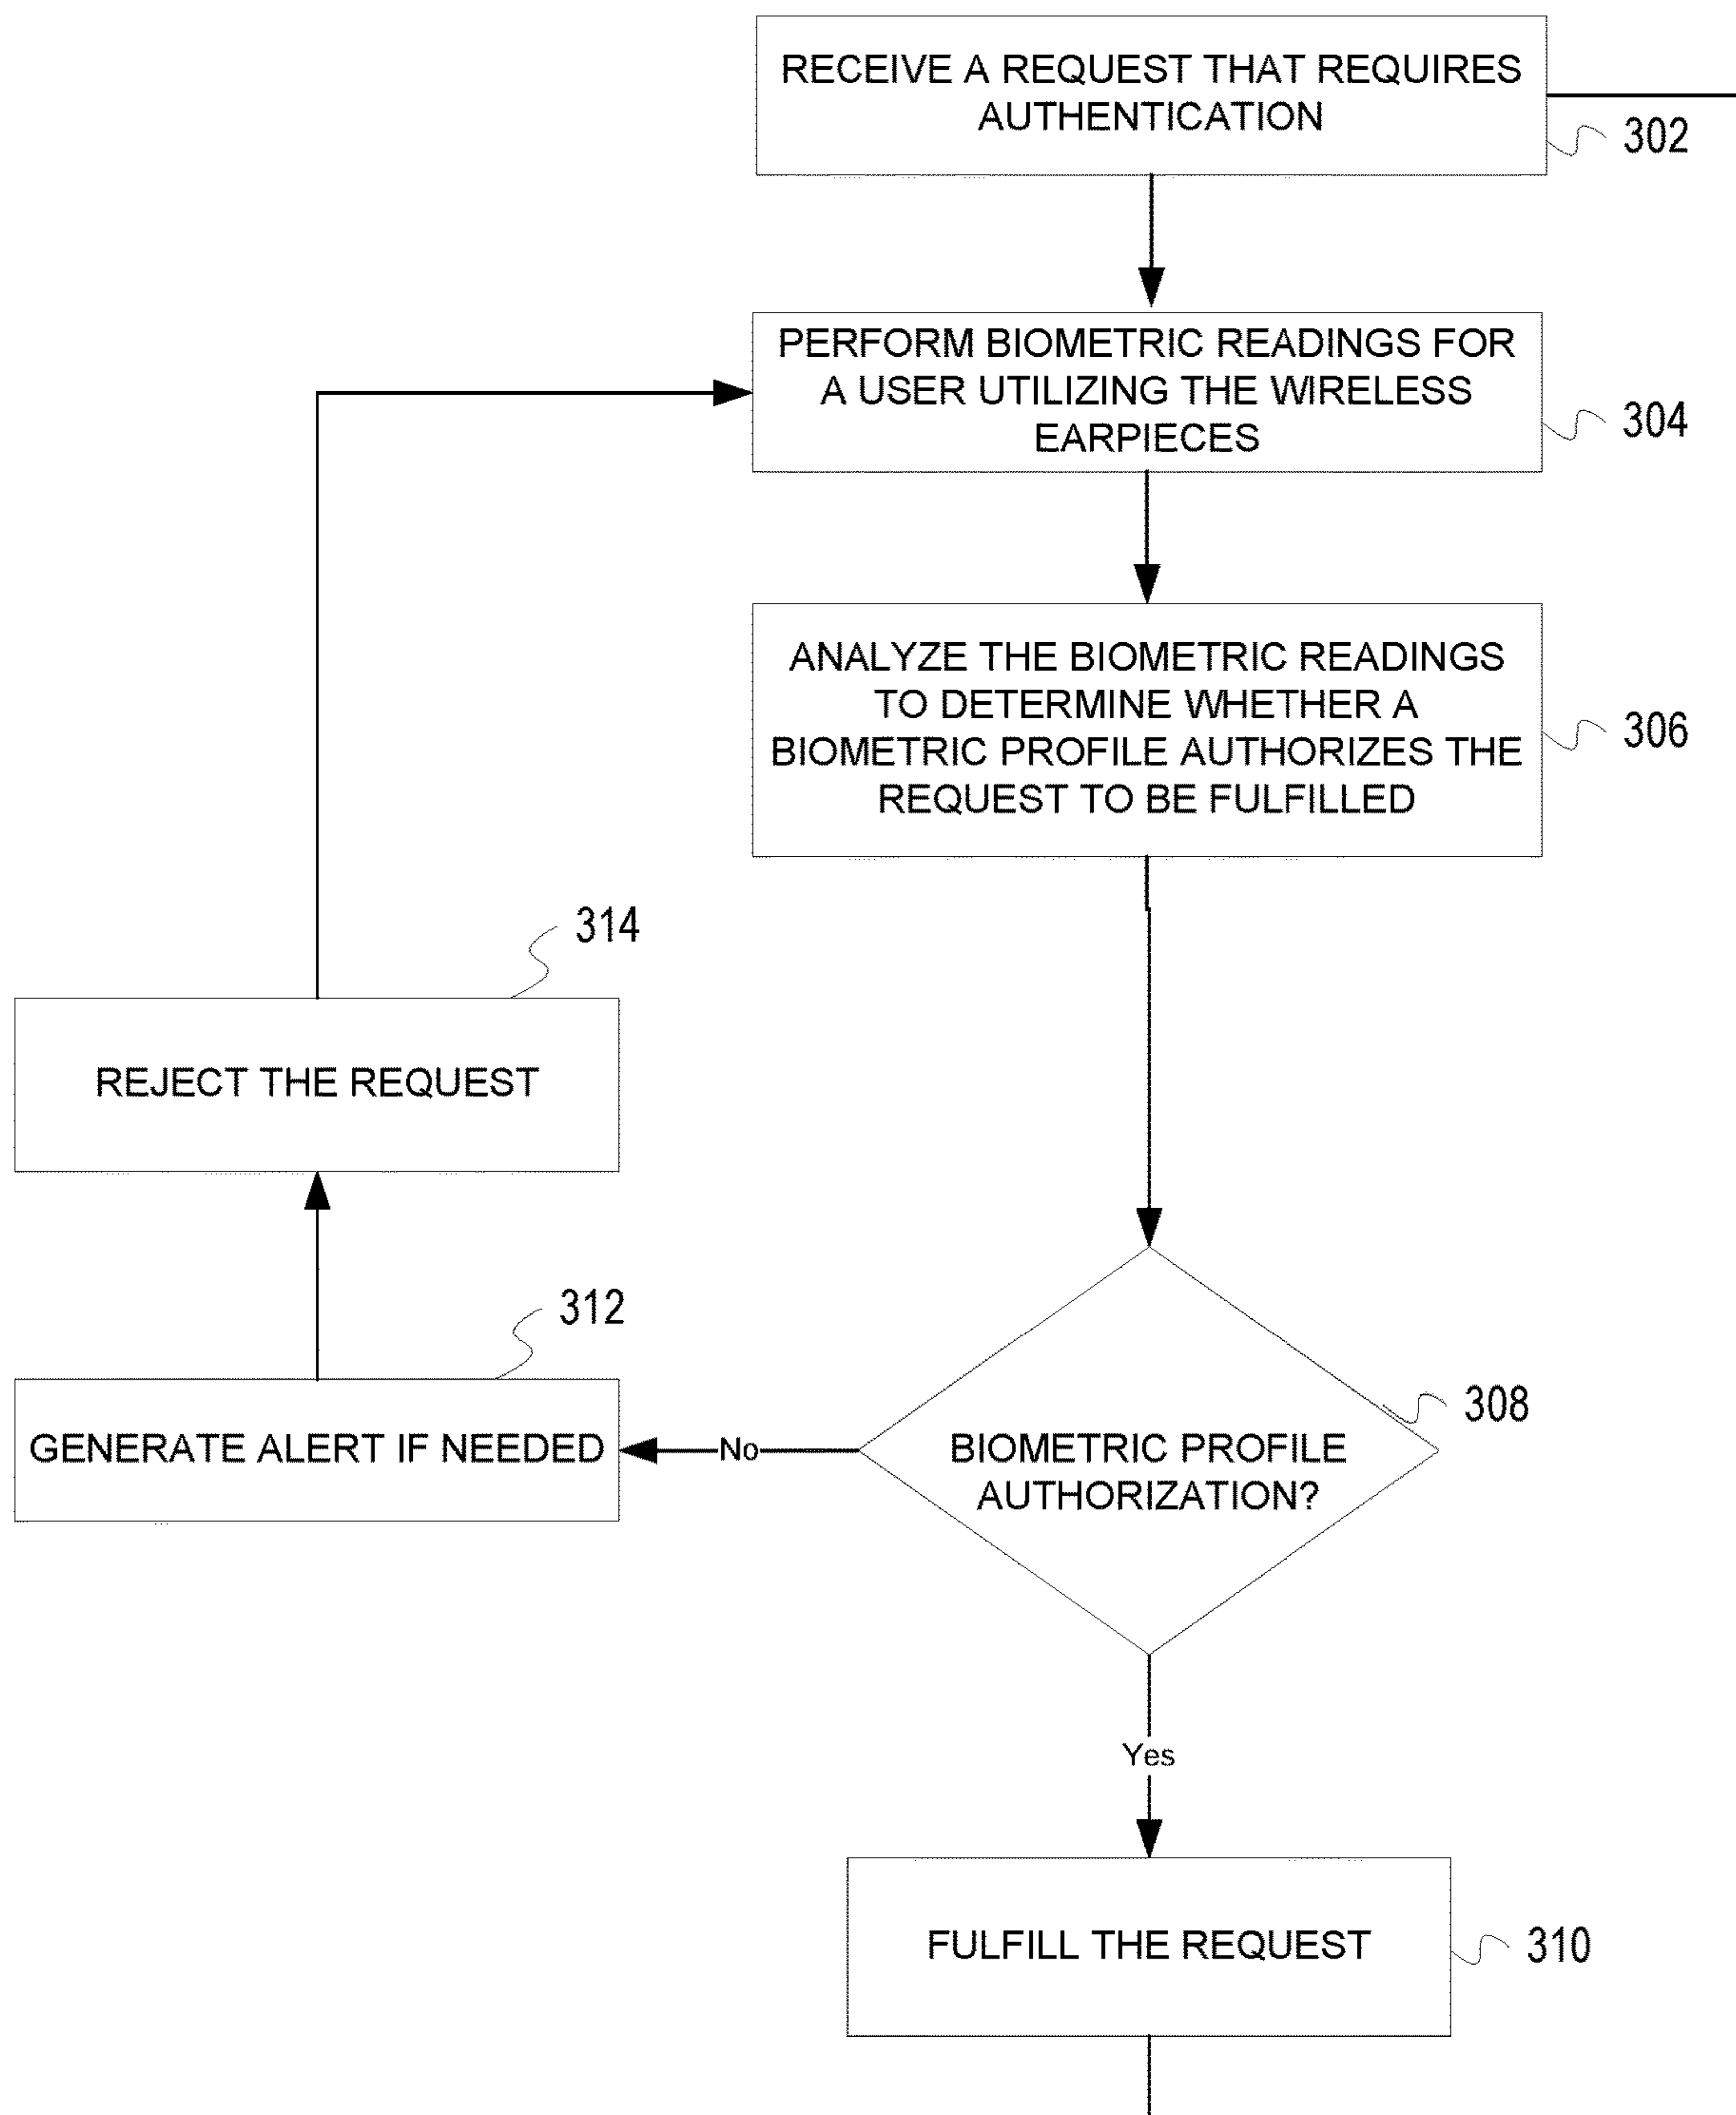 RECEIVE A REQUEST THAT REQUIRES
AUTHENTICATION
302
PERFORM BIOMETRIC READINGS FOR
A USER UTILIZING THE WIRELESS
EARPIECES
304
ANALYZE THE BIOMETRIC READINGS
TO DETERMINE WHETHER A
BIOMETRIC PROFILE AUTHORIZES THE
REQUEST TO BE FULFILLED
306
314
REJECT THE REQUEST
312
GENERATE ALERT IF NEEDED
No
308
BIOMETRIC PROFILE
AUTHORIZATION?
Yes
FULFILL THE REQUEST
310